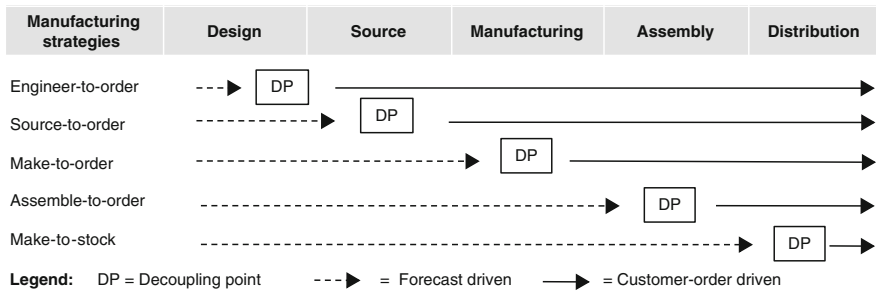 Manufacturing strategies Design Source Manufacturing Assembly Distribution
Engineer-to-order DP
Source-to-order DP
Make-to-order DP
Assemble-to-order DP
Make-to-stock DP
Legend: DP = Decoupling point = Forecast driven = Customer-order driven